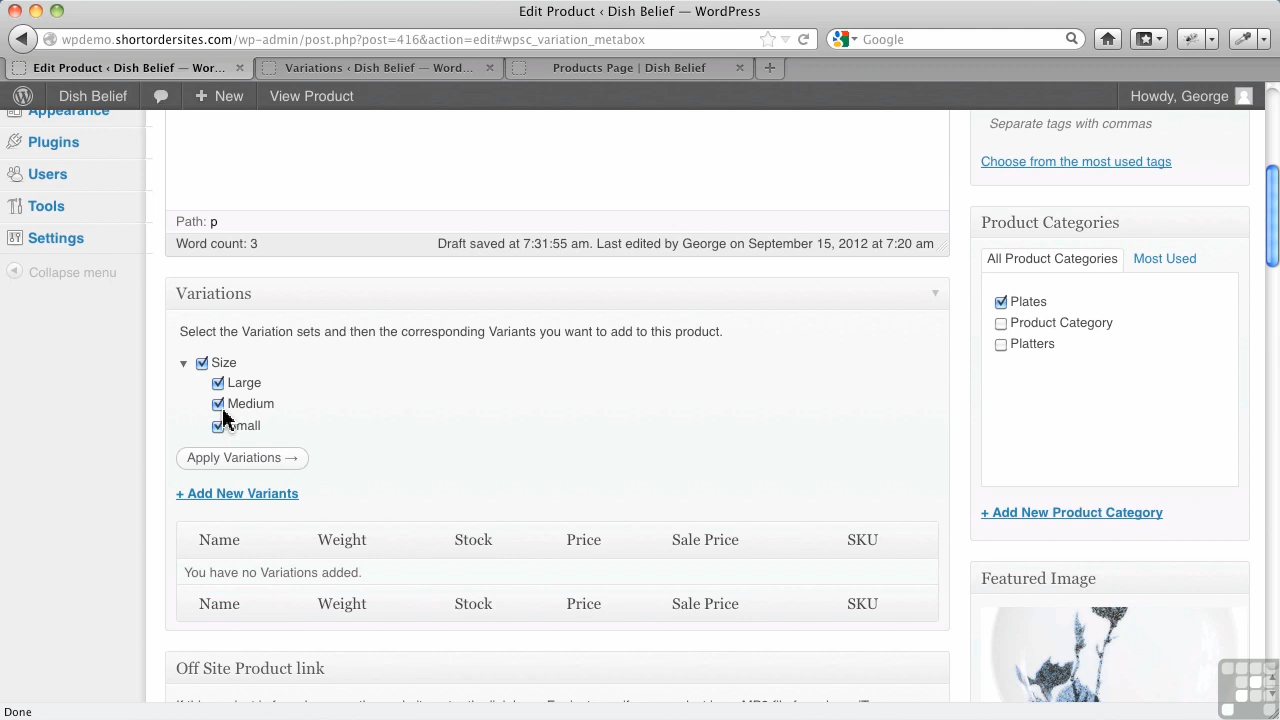 Edit Product ‹ Dish Belief — WordPress
wpdemo.shortordersites.com/wp-admin/post.php?post=416&action=edit#wpsc_variation_metabox
Google
Edit Product ‹ Dish Belief — Wor...
Variations ‹ Dish Belief — Word...
Products Page | Dish Belief
Dish Belief
New
View Product
Howdy, George
Appearance
Plugins
Users
Tools
Settings
Collapse menu
Path: p
Word count: 3
Draft saved at 7:31:55 am. Last edited by George on September 15, 2012 at 7:20 am
Variations
Select the Variation sets and then the corresponding Variants you want to add to this product.
Size
Large
Medium
Small
Apply Variations →
+ Add New Variants
Name Weight Stock Price Sale Price SKU
You have no Variations added.
Name Weight Stock Price Sale Price SKU
Off Site Product link
Separate tags with commas
Choose from the most used tags
Product Categories
All Product Categories Most Used
Plates
Product Category
Platters
+ Add New Product Category
Featured Image
Done